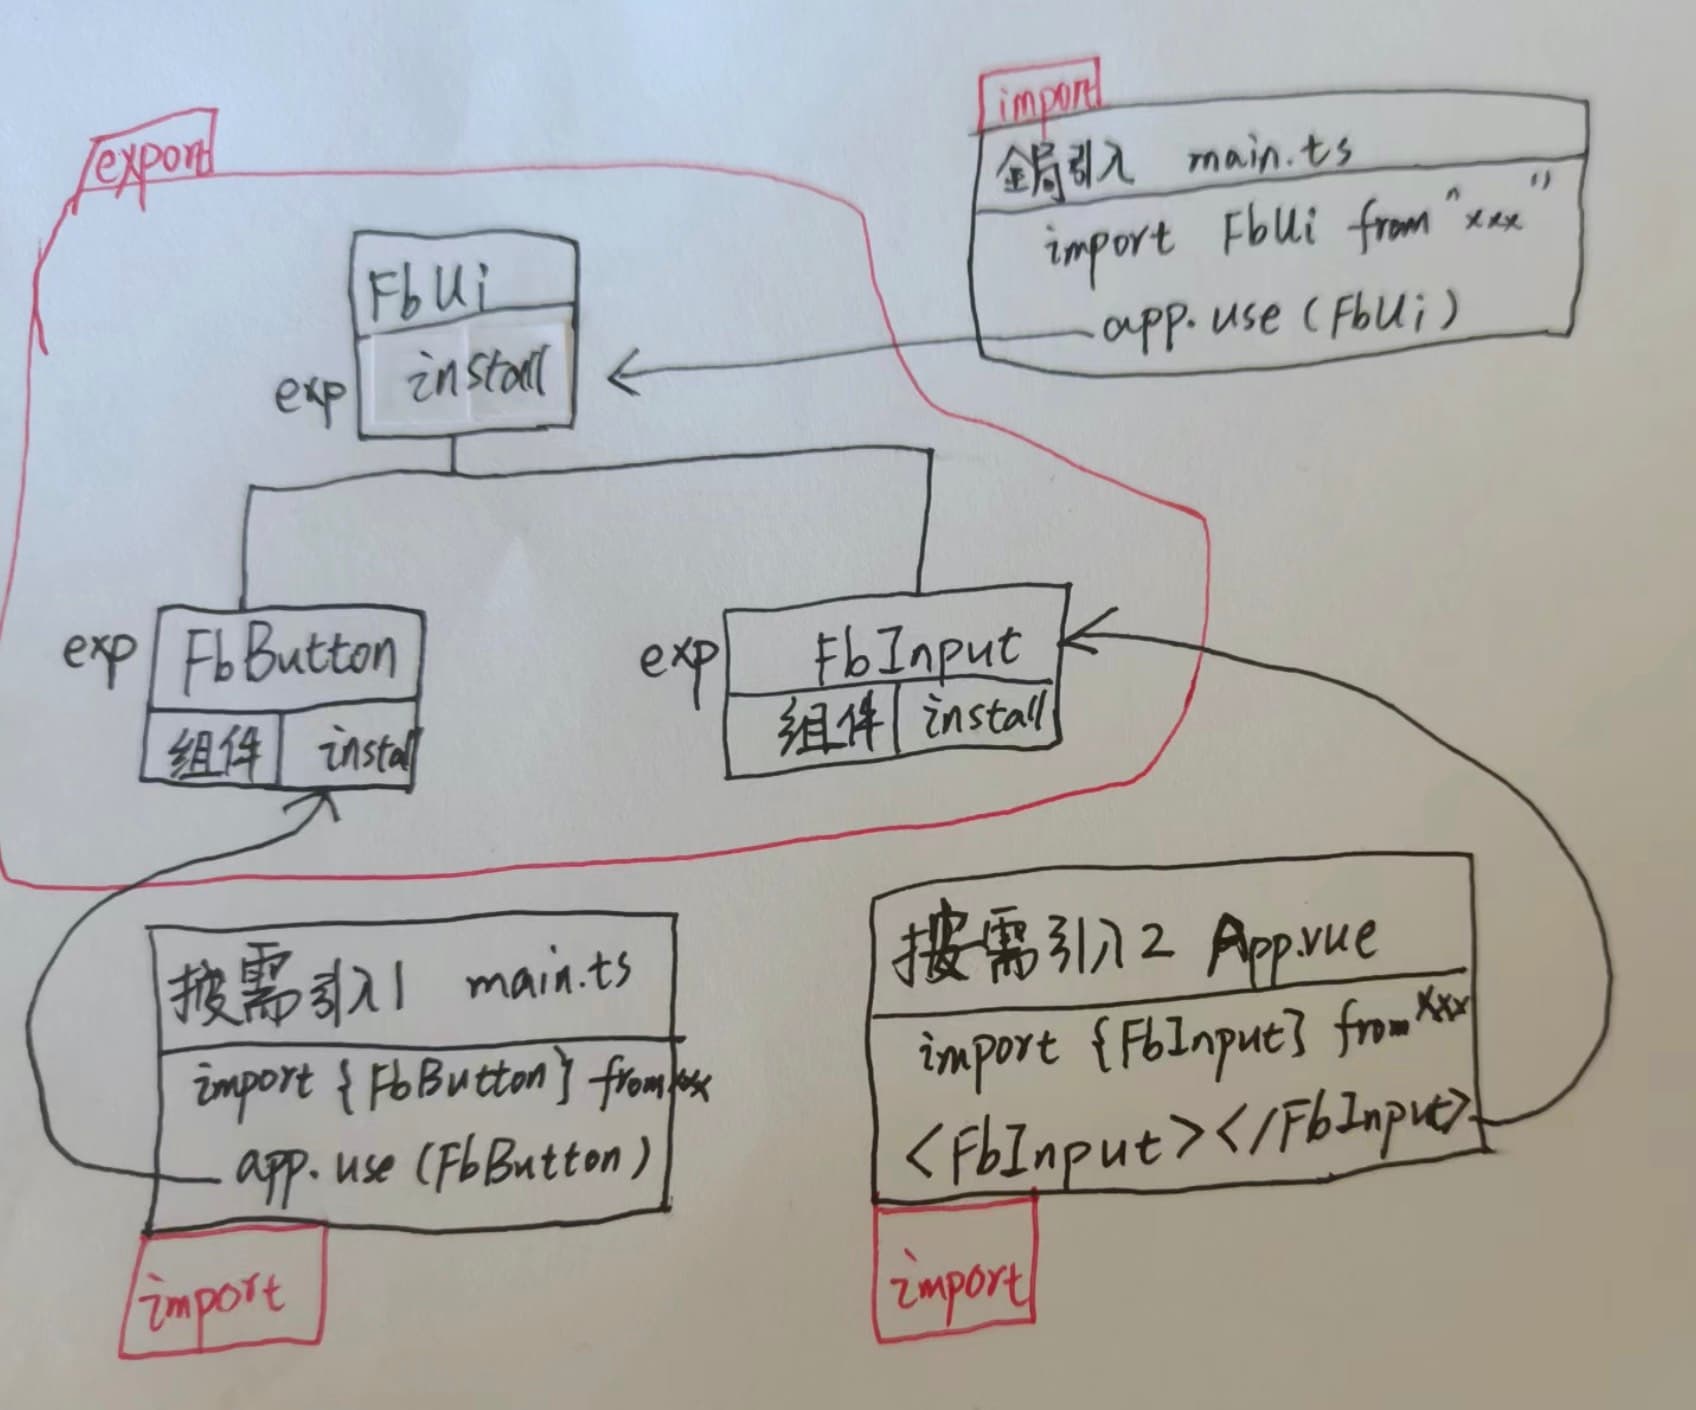 export
import
全局引入 main.ts
import FbUi from "xxx"
app.use(FbUi)
FbUi
exp install
exp FbButton
组件 install
exp FbInput
组件 install
按需引入1 main.ts
import {FbButton} from xxx
app.use(FbButton)
import
按需引入2 App.vue
import {FbInput} from xxx
<FbInput></FbInput>
import